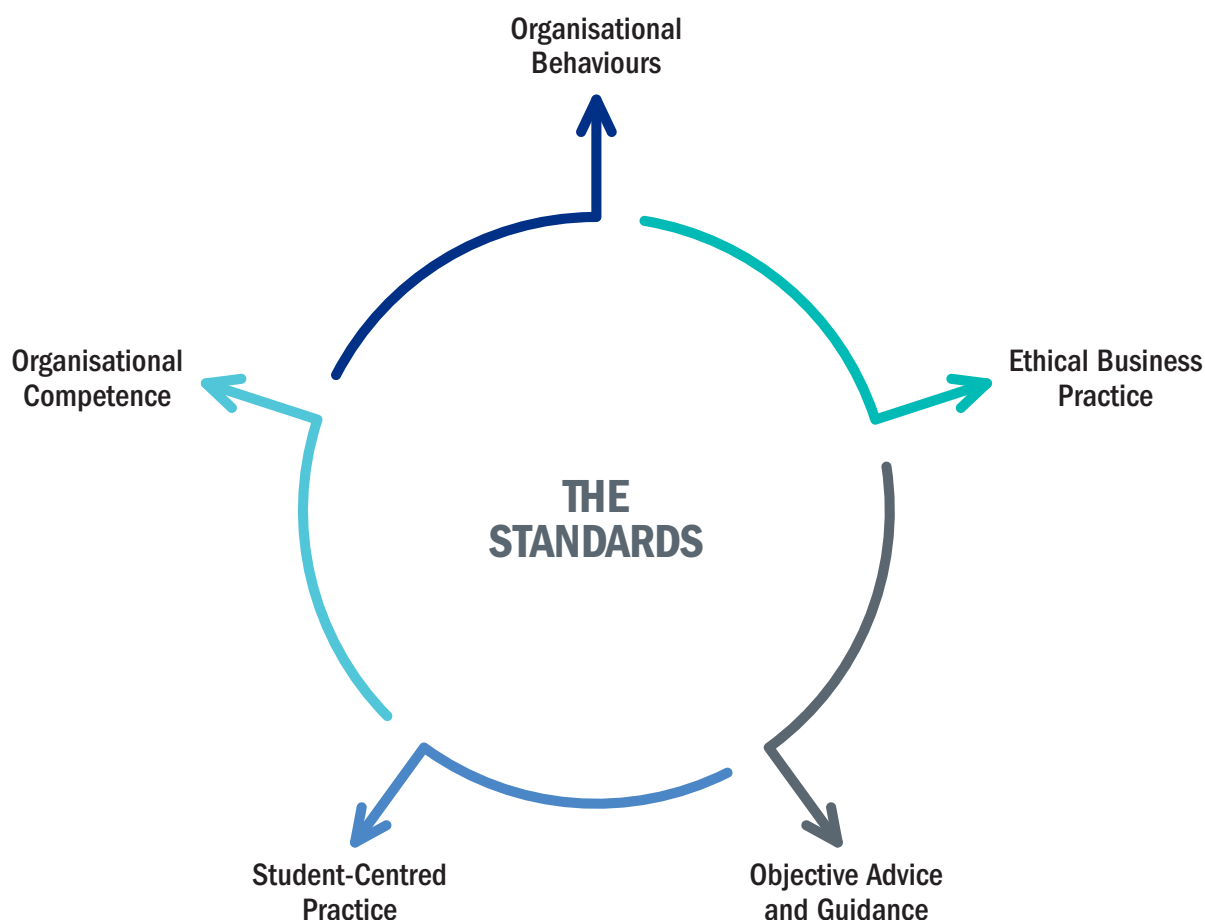 Organisational
Behaviours
Ethical Business
Practice
Organisational
Competence
THE
STANDARDS
Student-Centred
Practice
Objective Advice
and Guidance